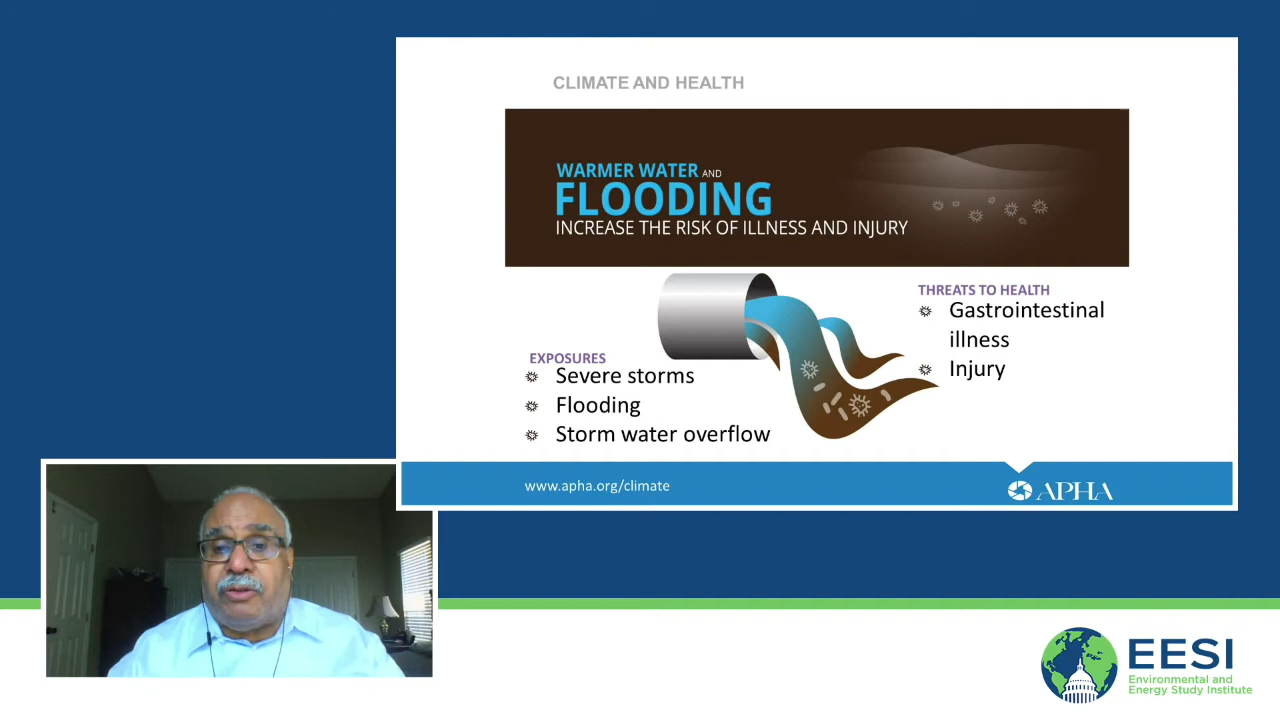 CLIMATE AND HEALTH
WARMER WATER AND
FLOODING
INCREASE THE RISK OF ILLNESS AND INJURY
THREATS TO HEALTH
Gastrointestinal
illness
Injury
EXPOSURES
Severe storms
Flooding
Storm water overflow
www.apha.org/climate
APHA
EESI
Environmental and
Energy Study Institute